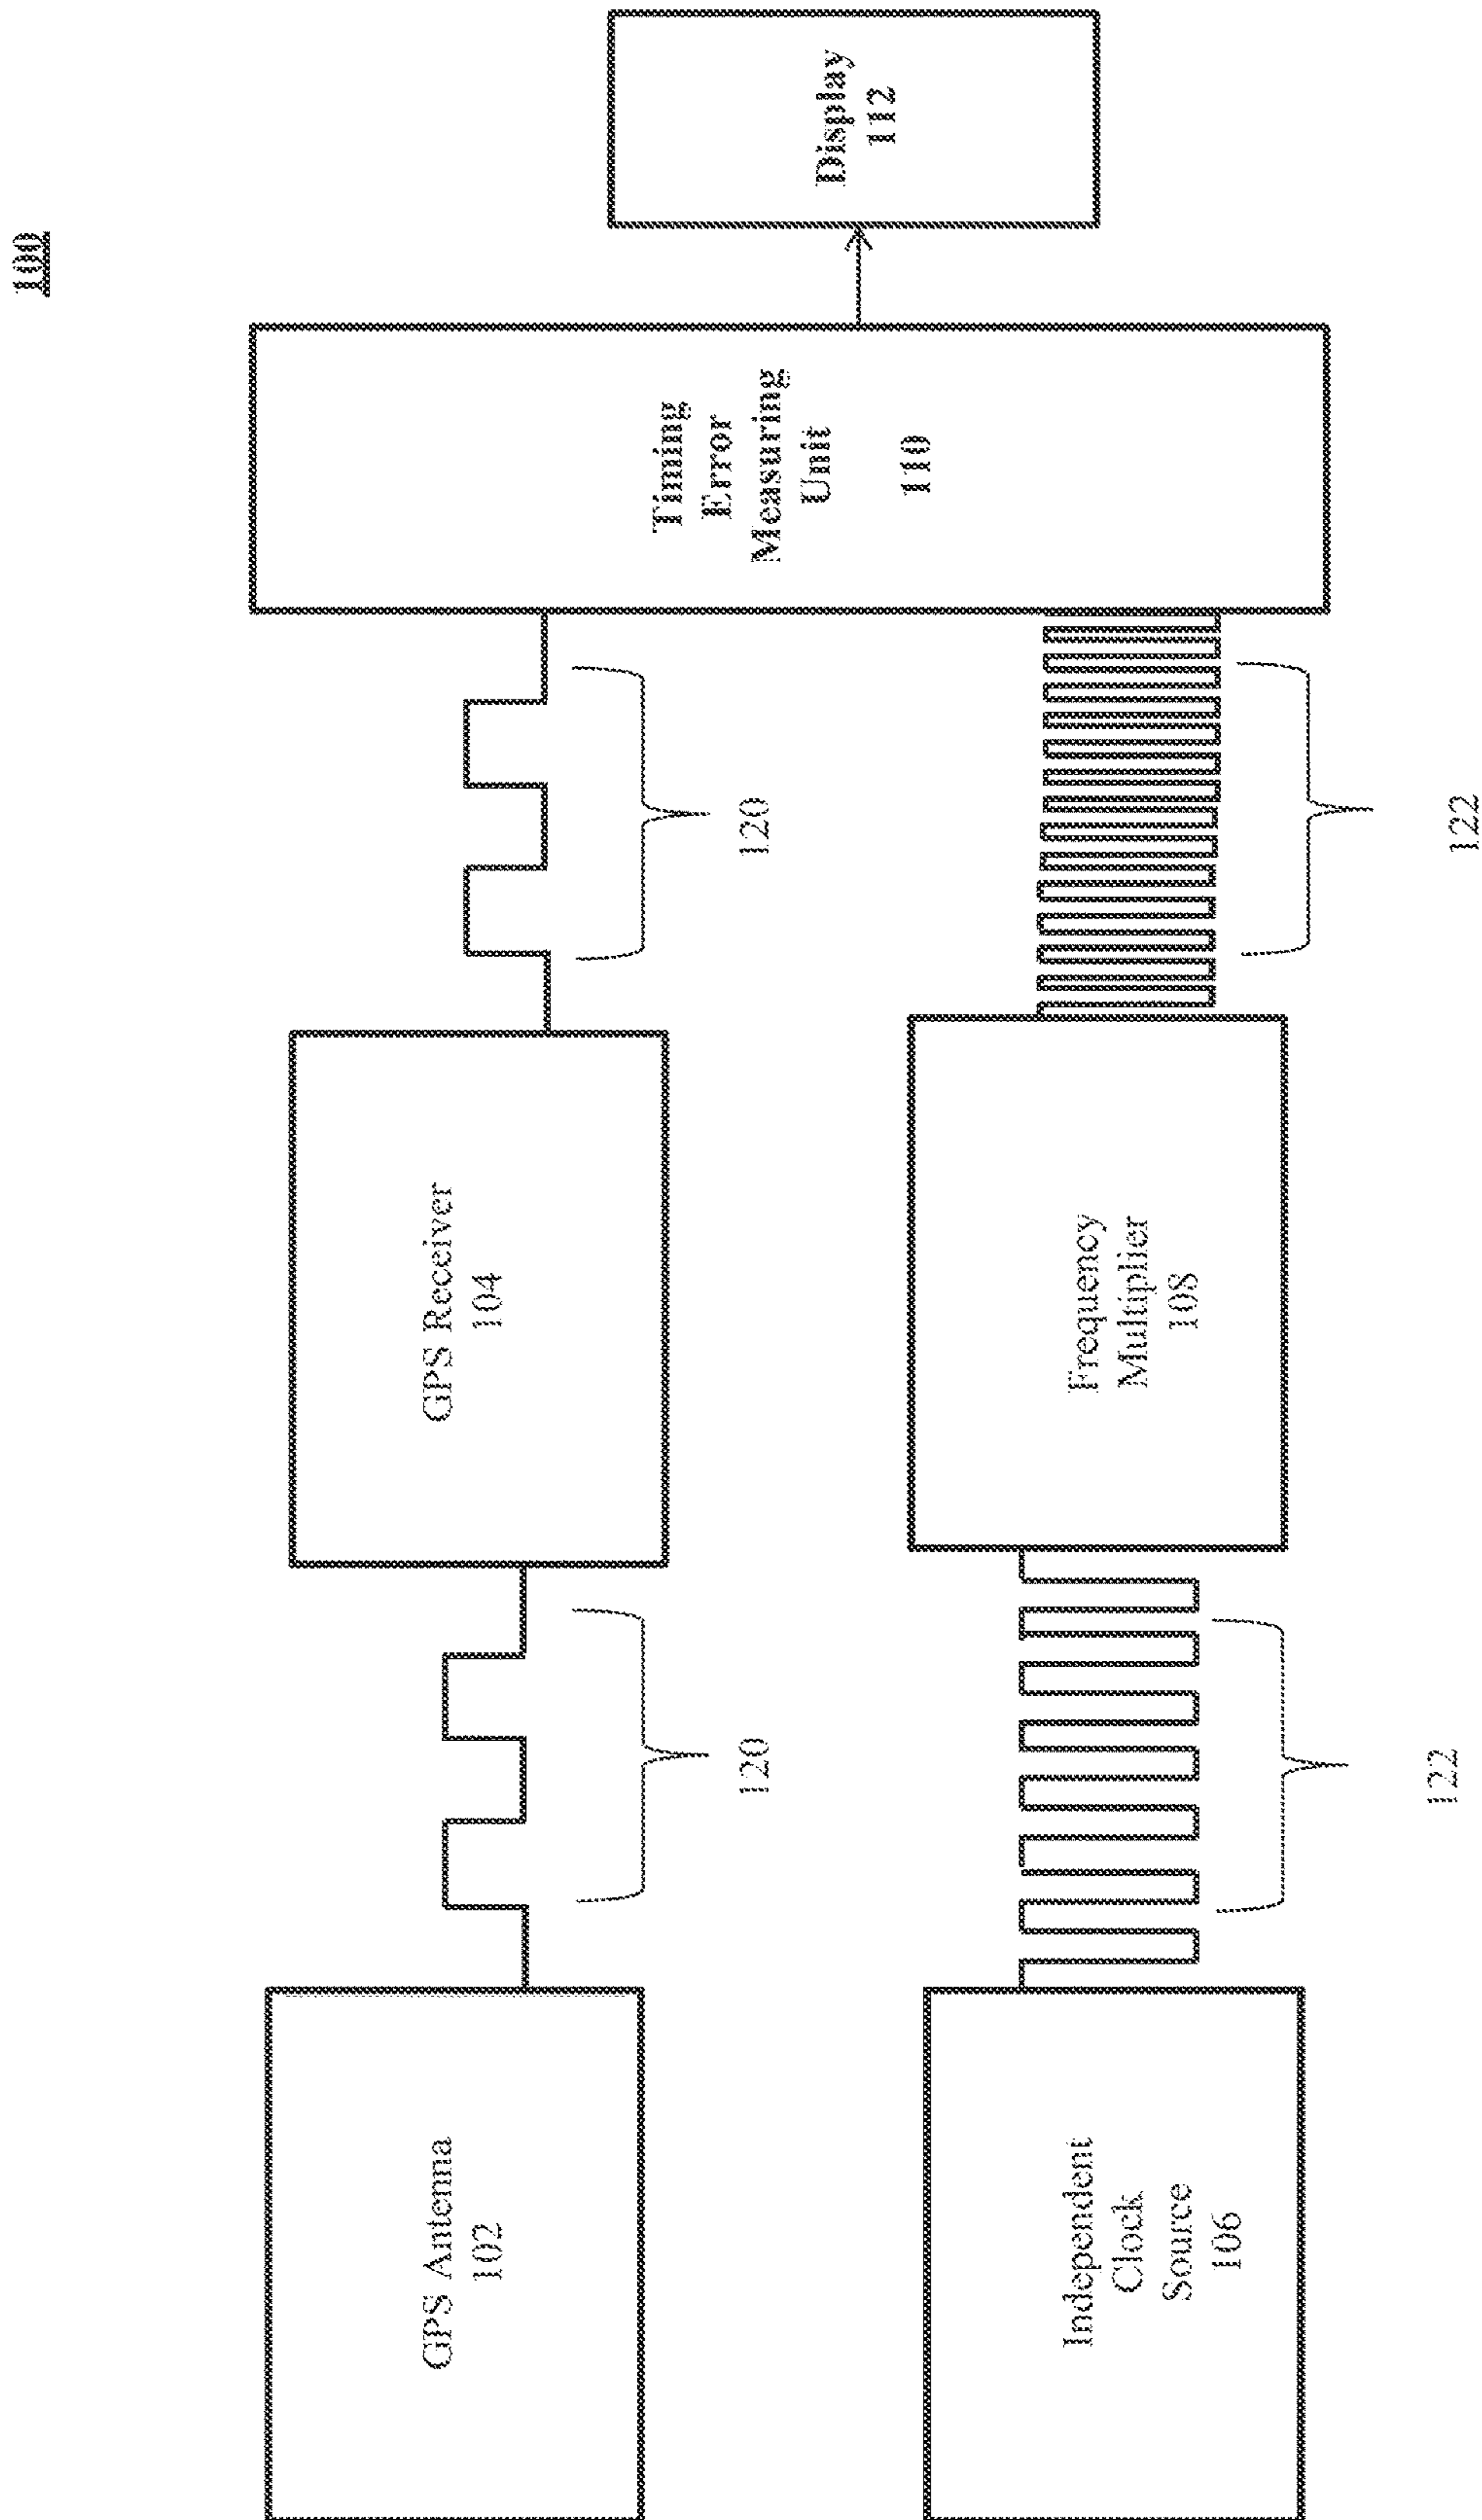 100
GPS Antenna
102
120
GPS Receiver
104
120
Timing
Error
Measuring
Unit
110
Display
112
Independent
Clock
Source
106
122
Frequency
Multiplier
108
122